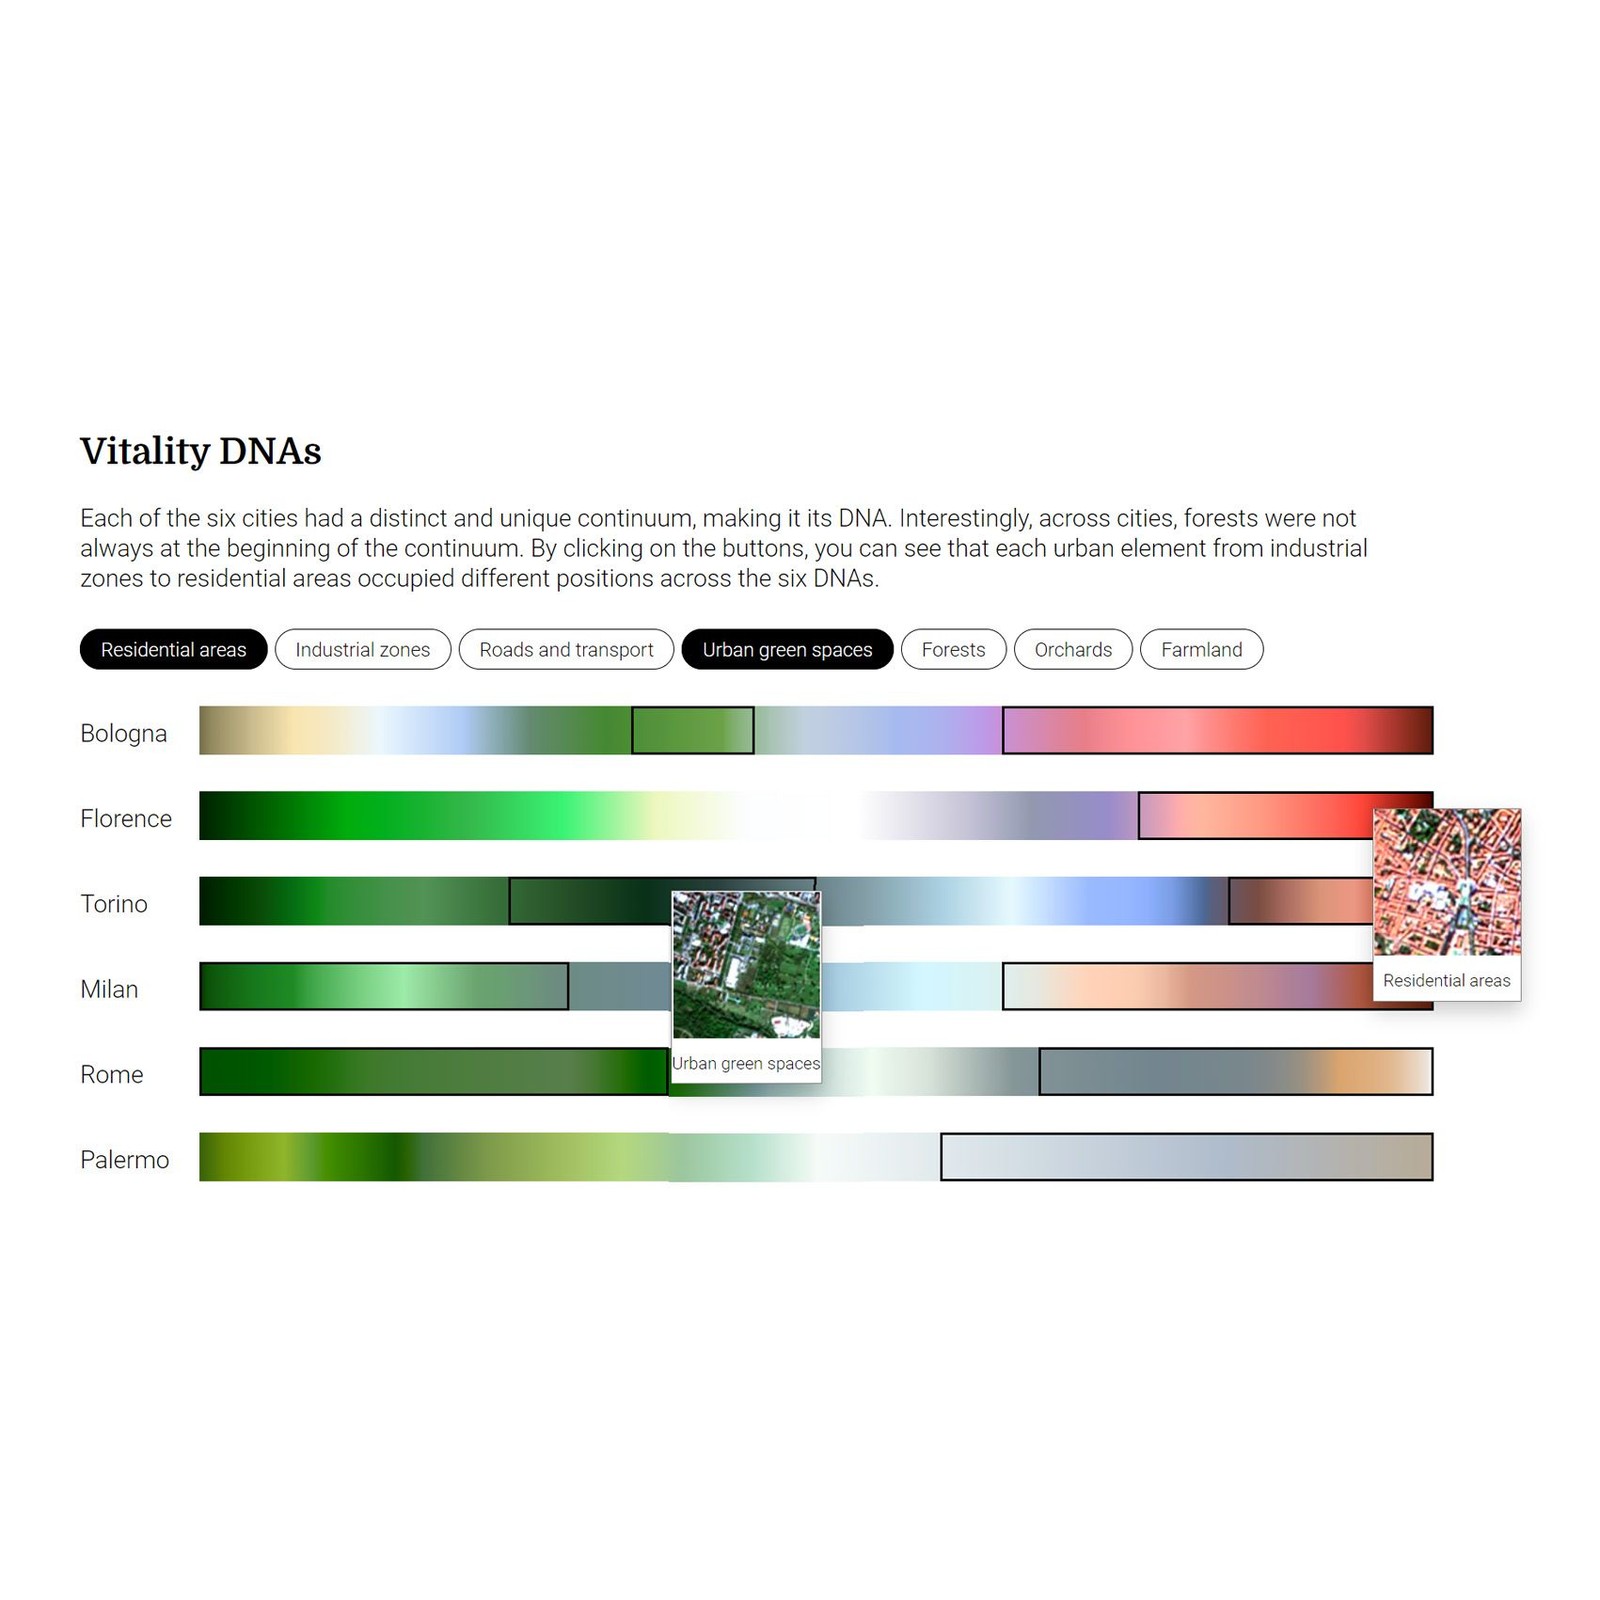 Vitality DNAs
Each of the six cities had a distinct and unique continuum, making it its DNA. Interestingly, across cities, forests were not
always at the beginning of the continuum. By clicking on the buttons, you can see that each urban element from industrial
zones to residential areas occupied different positions across the six DNAs.
Residential areas Industrial zones Roads and transport Urban green spaces Forests Orchards Farmland
Bologna
Florence
Torino
Milan
Residential areas
Rome
Urban green spaces
Palermo